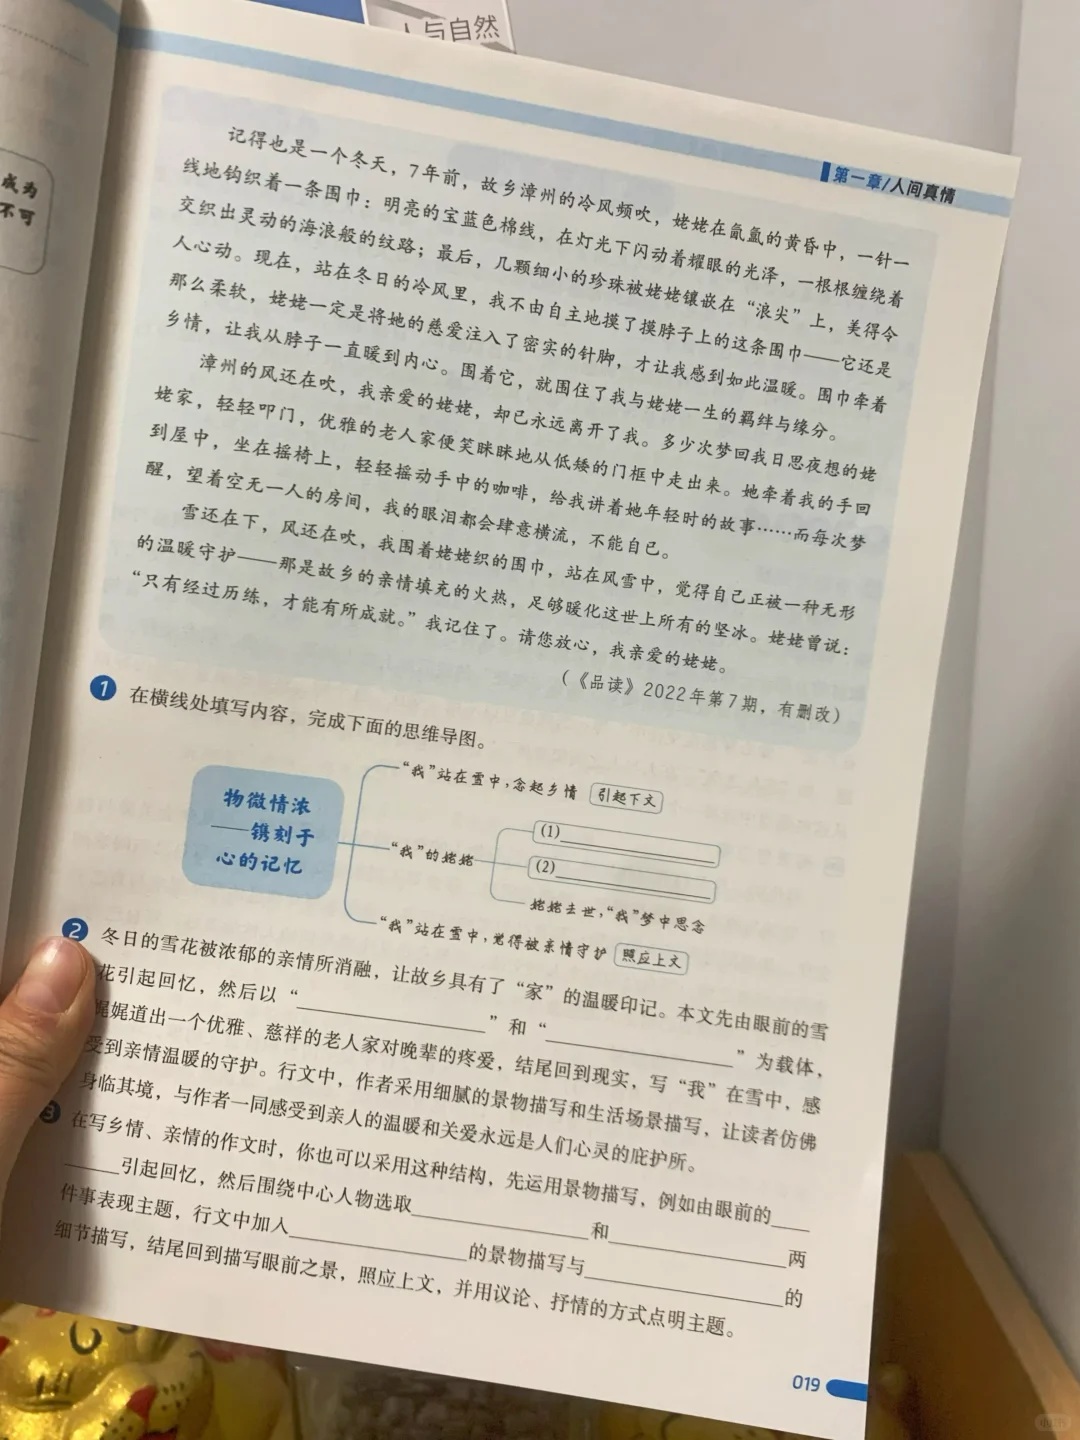 人与自然
成为
不可
第一章/人间真情
记得也是一个冬天，7年前，故乡漳州的冷风频吹，姥姥在氤氲的黄昏中，一针一
线地钩织着一条围巾：明亮的宝蓝色棉线，在灯光下闪动着耀眼的光泽，一根根缠绕着
交织出灵动的海浪般的纹路；最后，几颗细小的珍珠被姥姥镶嵌在“浪尖”上，美得令
人心动。现在，站在冬日的冷风里，我不由自主地摸了摸脖子上的这条围巾——它还是
那么柔软，姥姥一定是将她的慈爱注入了密实的针脚，才让我感到如此温暖。围巾牵着
乡情，让我从脖子一直暖到内心。围着它，就围住了我与姥姥一生的羁绊与缘分。
漳州的风还在吹，我亲爱的姥姥，却已永远离开了我。多少次梦回我日思夜想的姥
姥家，轻轻叩门，优雅的老人家便笑眯眯地从低矮的门框中走出来。她牵着我的手回
到屋中，坐在摇椅上，轻轻摇动手中的咖啡，给我讲着她年轻时的故事……而每次梦
醒，望着空无一人的房间，我的眼泪都会肆意横流，不能自已。
雪还在下，风还在吹，我围着姥姥织的围巾，站在风雪中，觉得自己正被一种无形
的温暖守护——那是故乡的亲情填充的火热，足够暖化这世上所有的坚冰。姥姥曾说：
“只有经过历练，才能有所成就。”我记住了。请您放心，我亲爱的姥姥。
（《品读》2022年第7期，有删改）
1 在横线处填写内容，完成下面的思维导图。
物微情浓
——镌刻于
心的记忆
“我”站在雪中，念起乡情 引起下文
“我”的姥姥
(1)
(2)
姥姥去世，“我”梦中思念
“我”站在雪中，觉得被亲情守护 照应上文
2 冬日的雪花被浓郁的亲情所消融，让故乡具有了“家”的温暖印记。本文先由眼前的雪
花引起回忆，然后以“______”和“______”为载体，
娓娓道出一个优雅、慈祥的老人家对晚辈的疼爱，结尾回到现实，写“我”在雪中，感
受到亲情温暖的守护。行文中，作者采用细腻的景物描写和生活场景描写，让读者仿佛
身临其境，与作者一同感受到亲人的温暖和关爱永远是人们心灵的庇护所。
3 在写乡情、亲情的作文时，你也可以采用这种结构，先运用景物描写，例如由眼前的___
___引起回忆，然后围绕中心人物选取______和______两
件事表现主题，行文中加入______的景物描写与______的
细节描写，结尾回到描写眼前之景，照应上文，并用议论、抒情的方式点明主题。
019
小红书